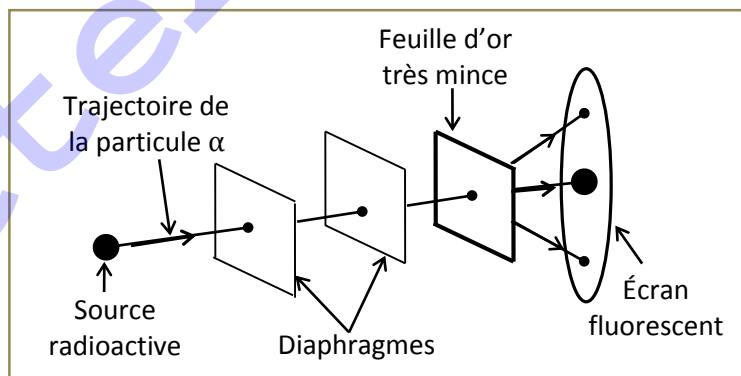 Feuille d'or
très mince
Trajectoire de
la particule α
Source
radioactive
Diaphragmes
Écran
fluorescent